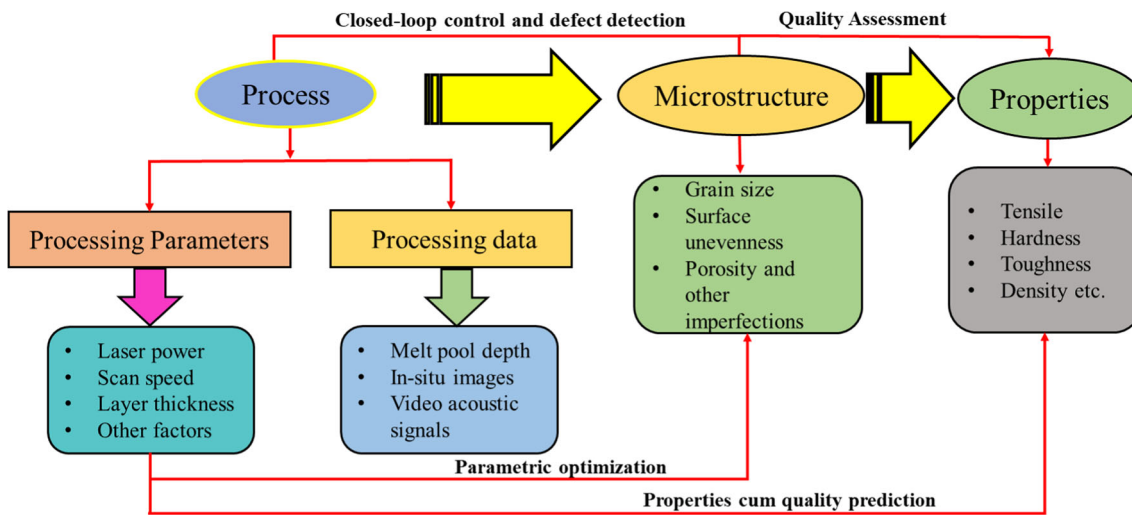 Closed-loop control and defect detection
Quality Assessment
Process
Microstructure
Properties
Processing Parameters
Processing data
• Grain size
• Surface
unevenness
• Porosity and
other
imperfections
• Tensile
• Hardness
• Toughness
• Density etc.
• Laser power
• Scan speed
• Layer thickness
• Other factors
• Melt pool depth
• In-situ images
• Video acoustic
signals
Parametric optimization
Properties cum quality prediction